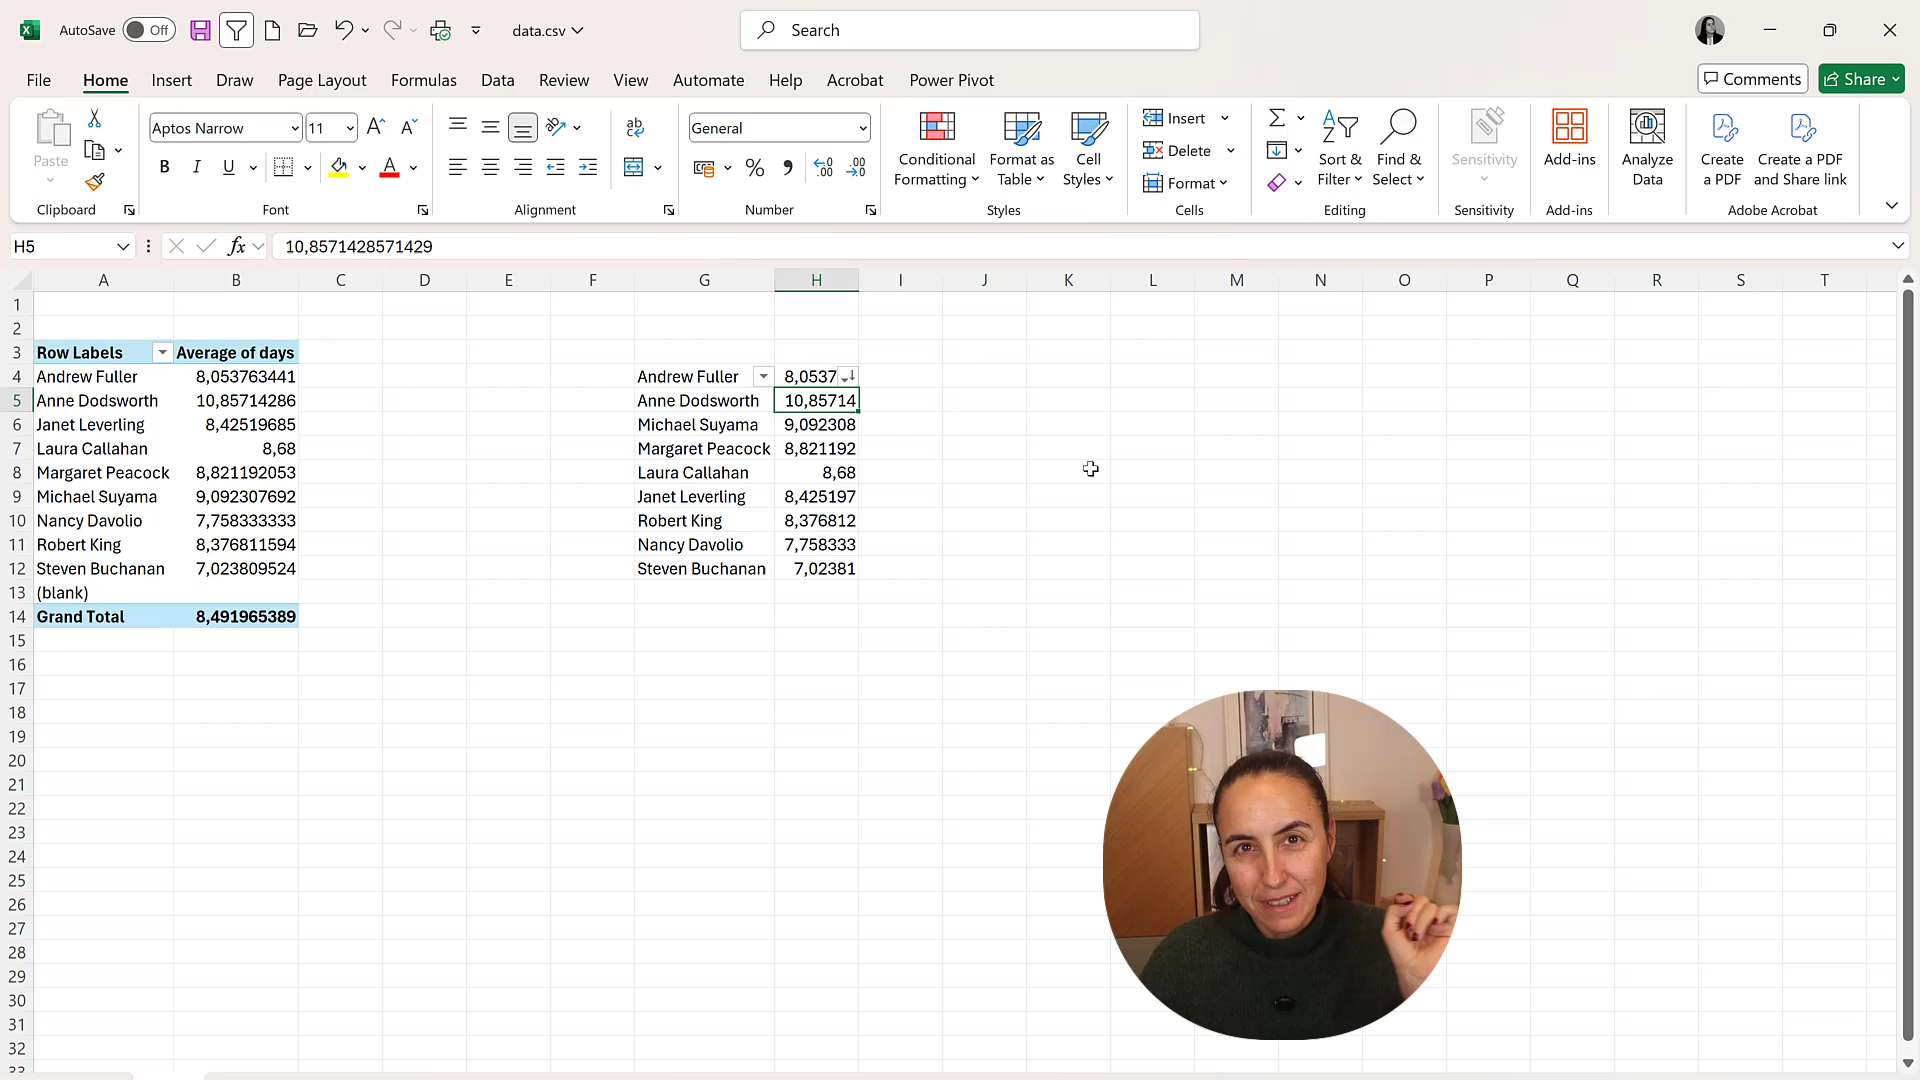 AutoSave Off data.csv Search
File Home Insert Draw Page Layout Formulas Data Review View Automate Help Acrobat Power Pivot Comments Share
Paste Aptos Narrow 11 A A ab c General Conditional Formatting Format as Table Cell Styles Insert Delete Format Sort & Filter Find & Select Sensitivity Add-ins Analyze Data Create a PDF Create a PDF and Share link
B I U A % 
Clipboard Font Alignment Number Styles Cells Editing Sensitivity Add-ins Adobe Acrobat
H5 fx 10,8571428571429
A B C D E F G H I J K L M N O P Q R S T
1
2
3 Row Labels Average of days
4 Andrew Fuller 8,053763441 Andrew Fuller 8,0537
5 Anne Dodsworth 10,85714286 Anne Dodsworth 10,85714
6 Janet Leverling 8,42519685 Michael Suyama 9,092308
7 Laura Callahan 8,68 Margaret Peacock 8,821192
8 Margaret Peacock 8,821192053 Laura Callahan 8,68
9 Michael Suyama 9,092307692 Janet Leverling 8,425197
10 Nancy Davolio 7,758333333 Robert King 8,376812
11 Robert King 8,376811594 Nancy Davolio 7,758333
12 Steven Buchanan 7,023809524 Steven Buchanan 7,02381
13 (blank)
14 Grand Total 8,491965389
15
16
17
18
19
20
21
22
23
24
25
26
27
28
29
30
31
32
33